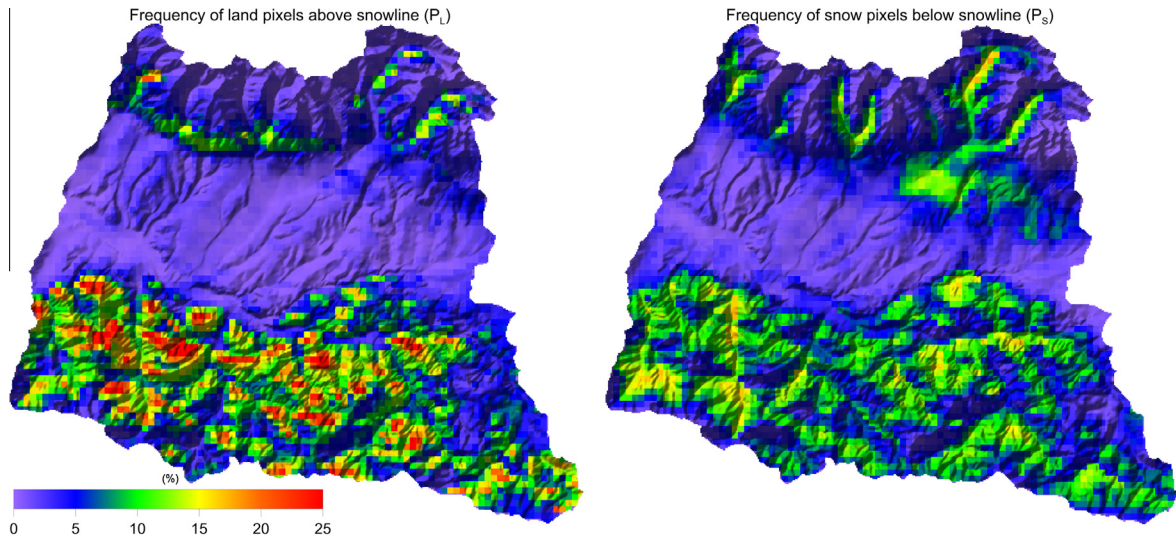 Frequency of land pixels above snowline (PL)
Frequency of snow pixels below snowline (PS)
(%)
0 5 10 15 20 25